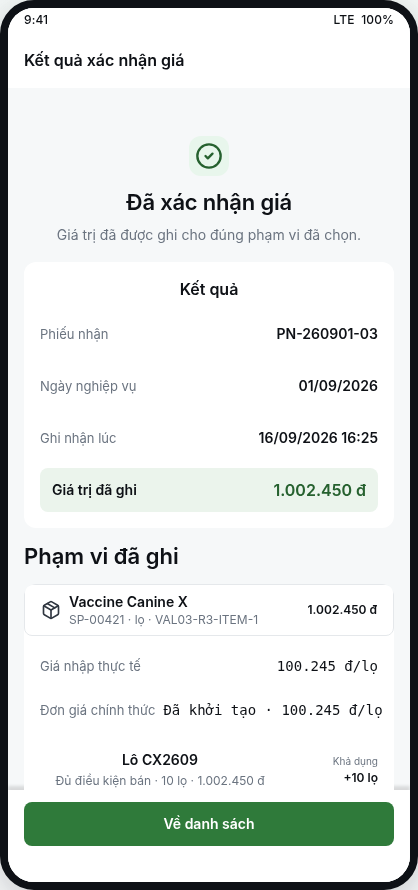 9:41 LTE 100%
Kết quả xác nhận giá
Đã xác nhận giá
Giá trị đã được ghi cho đúng phạm vi đã chọn.
Kết quả
Phiếu nhận PN-260901-03
Ngày nghiệp vụ 01/09/2026
Ghi nhận lúc 16/09/2026 16:25
Giá trị đã ghi 1.002.450 đ
Phạm vi đã ghi
Vaccine Canine X 1.002.450 đ
SP-00421 · lọ · VAL03-R3-ITEM-1
Giá nhập thực tế 100.245 đ/lọ
Đơn giá chính thức Đã khởi tạo · 100.245 đ/lọ
Lô CX2609 Khả dụng
Đủ điều kiện bán · 10 lọ · 1.002.450 đ +10 lọ
Về danh sách